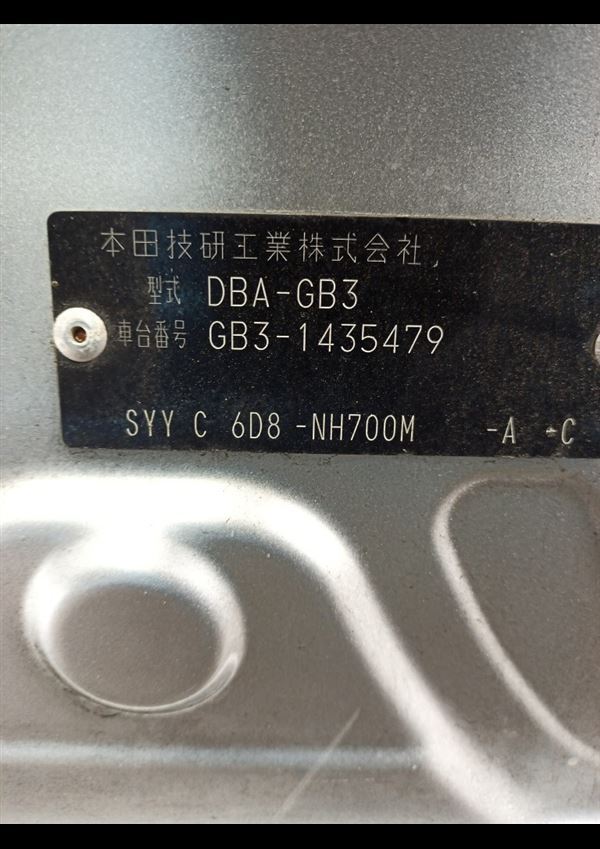 本田技研工業株式会社
型式 DBA-GB3
車台番号 GB3-1435479
SYY C 6D8 -NH700M -A -C